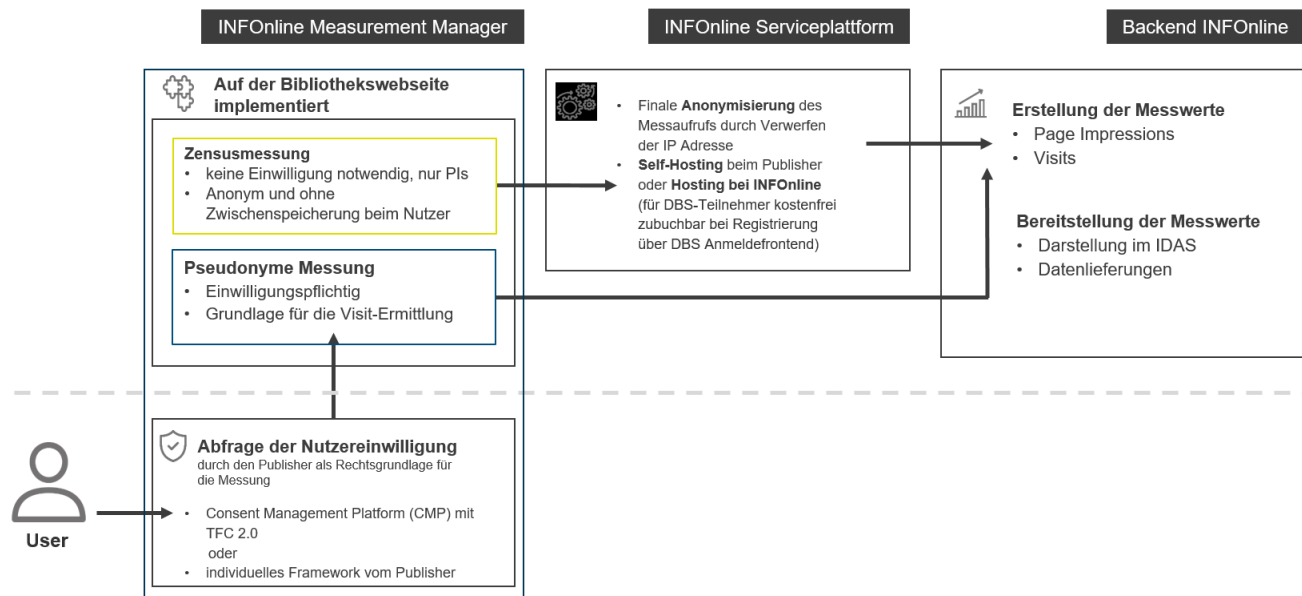 INFOnline Measurement Manager
INFOnline Serviceplattform
Backend INFOnline
Auf der Bibliothekswebseite
implementiert
Zensusmessung
• keine Einwilligung notwendig, nur PIs
• Anonym und ohne
Zwischenspeicherung beim Nutzer
Pseudonyme Messung
• Einwilligungspflichtig
• Grundlage für die Visit-Ermittlung
• Finale Anonymisierung des
Messaufrufs durch Verwerfen
der IP Adresse
• Self-Hosting beim Publisher
oder Hosting bei INFOnline
(für DBS-Teilnehmer kostenfrei
zubuchbar bei Registrierung
über DBS Anmeldefrontend)
Erstellung der Messwerte
• Page Impressions
• Visits
Bereitstellung der Messwerte
• Darstellung im IDAS
• Datenlieferungen
Abfrage der Nutzereinwilligung
durch den Publisher als Rechtsgrundlage für
die Messung
• Consent Management Platform (CMP) mit
TFC 2.0
oder
• individuelles Framework vom Publisher
User